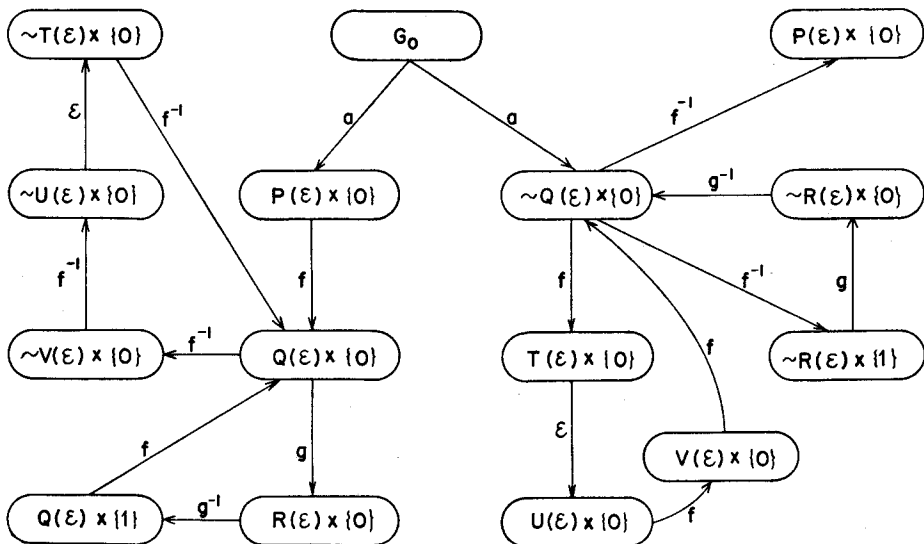 ~T(ε) x {0}
G₀
P(ε) x {0}
ε
f⁻¹
a
a
f⁻¹
~U(ε) x {0}
P(ε) x {0}
~Q(ε) x {0}
g⁻¹
~R(ε) x {0}
f⁻¹
f
f
f⁻¹
g
~V(ε) x {0}
f⁻¹
Q(ε) x {0}
T(ε) x {0}
f
~R(ε) x {1}
f
g
ε
V(ε) x {0}
Q(ε) x {1}
g⁻¹
R(ε) x {0}
U(ε) x {0}
f